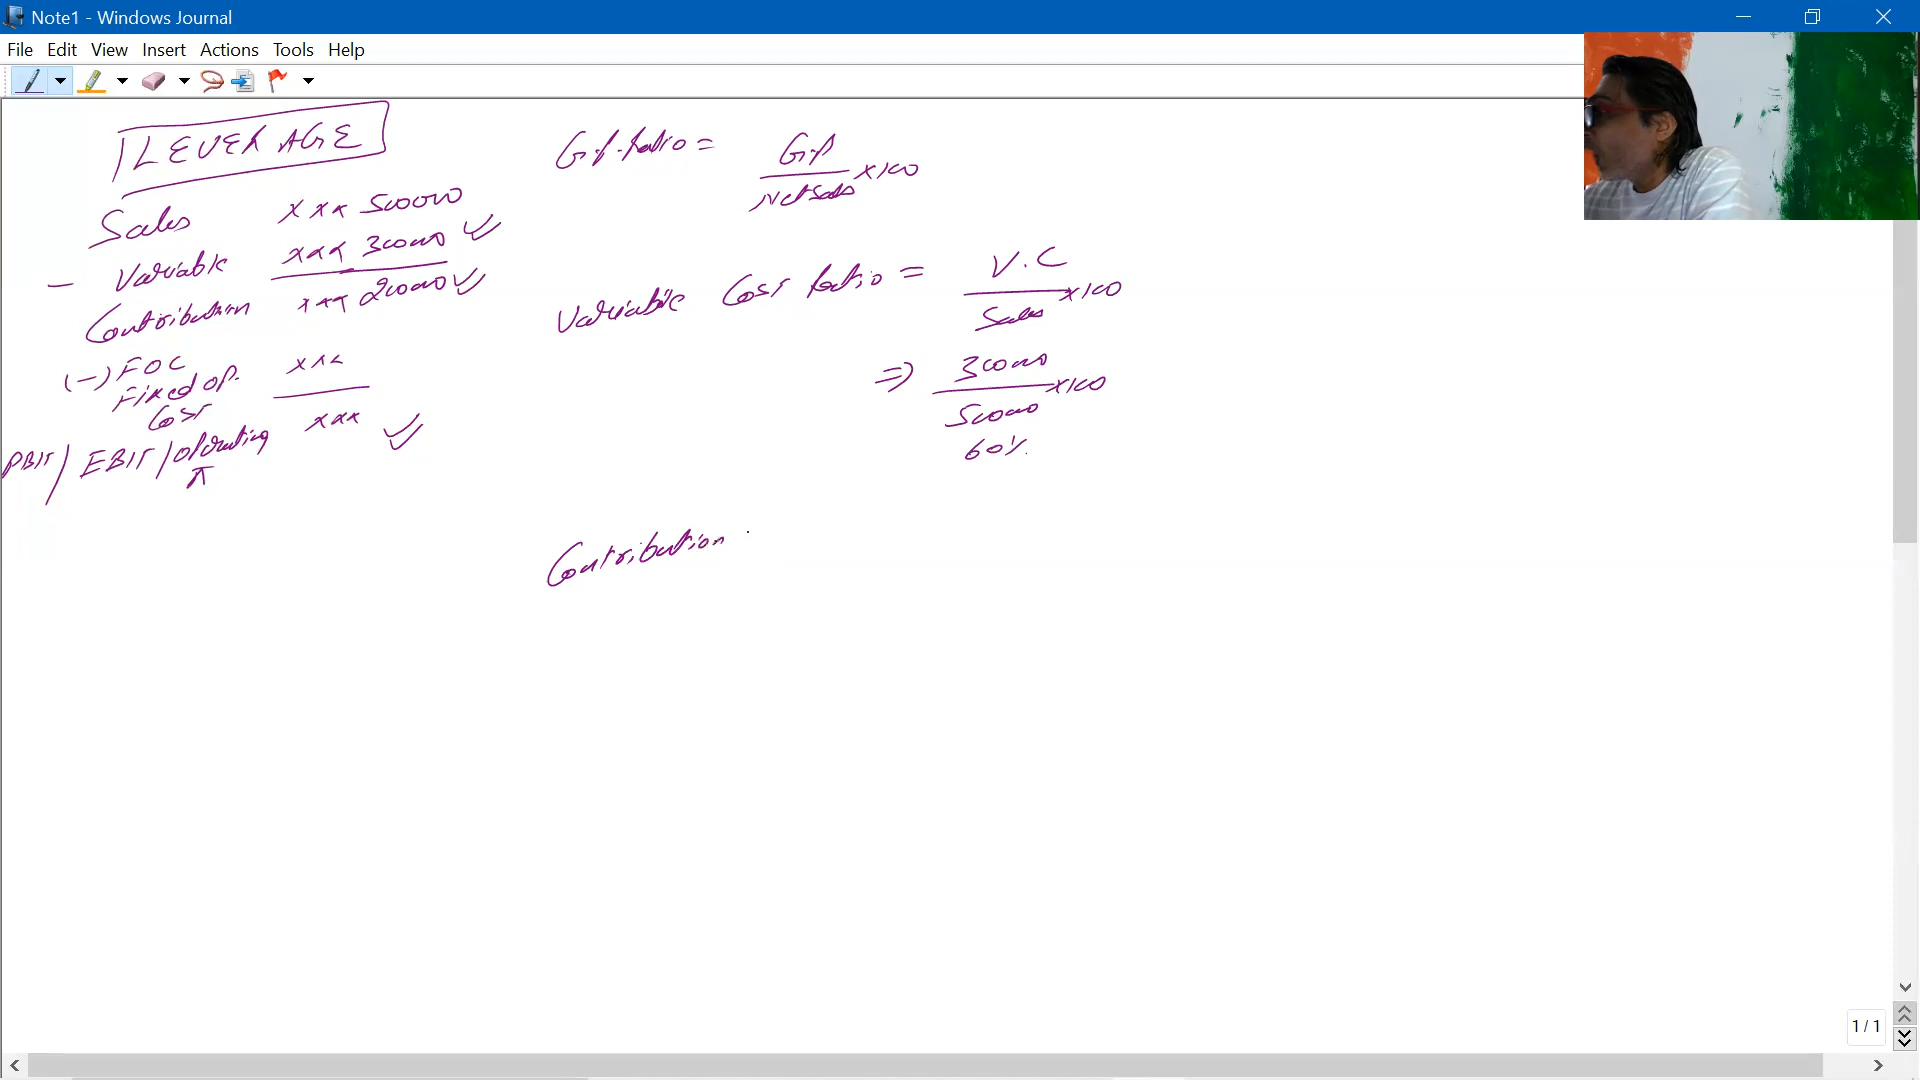 Note1 - Windows Journal
File Edit View Insert Actions Tools Help
LEVERAGE
Sales xxx 500000
- Variable xxx 300000
Contribution xxx 200000
(-) FOC xxx
Fixed op.
Cost
PBIT / EBIT / operating xxx
π
G.P. Ratio = G.P / Net Sales x100
Variable Cost Ratio = V.C / Sales x100
=> 300000 / 500000 x100
60%
Contribution
1 / 1